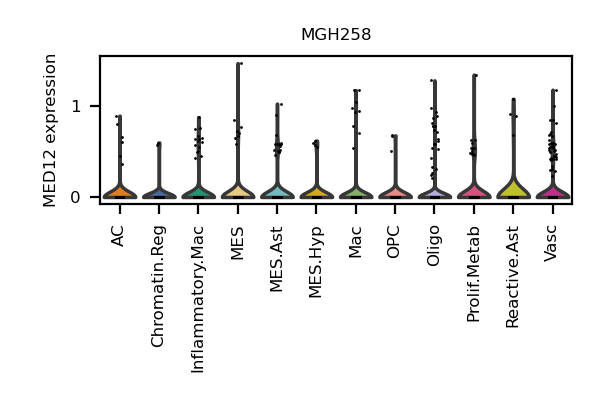 MGH258
MED12 expression
1
0
AC
Chromatin.Reg
Inflammatory.Mac
MES
MES.Ast
MES.Hyp
Mac
OPC
Oligo
Prolif.Metab
Reactive.Ast
Vasc